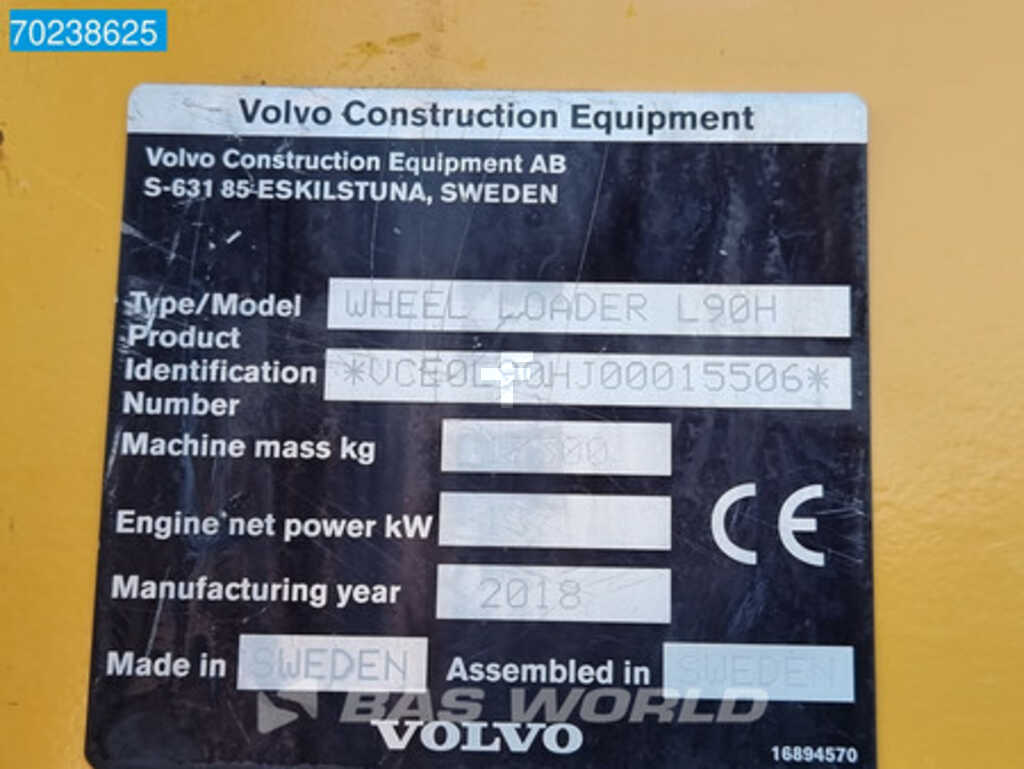 70238625
Volvo Construction Equipment
Volvo Construction Equipment AB
S-631 85 ESKILSTUNA, SWEDEN
Type/Model WHEEL LOADER L90H
Product
Identification *VCE0L90HJ00015506*
Number
Machine mass kg
Engine net power kW
Manufacturing year 2018
Made in SWEDEN Assembled in SWEDEN
BAS WORLD
VOLVO
16894570